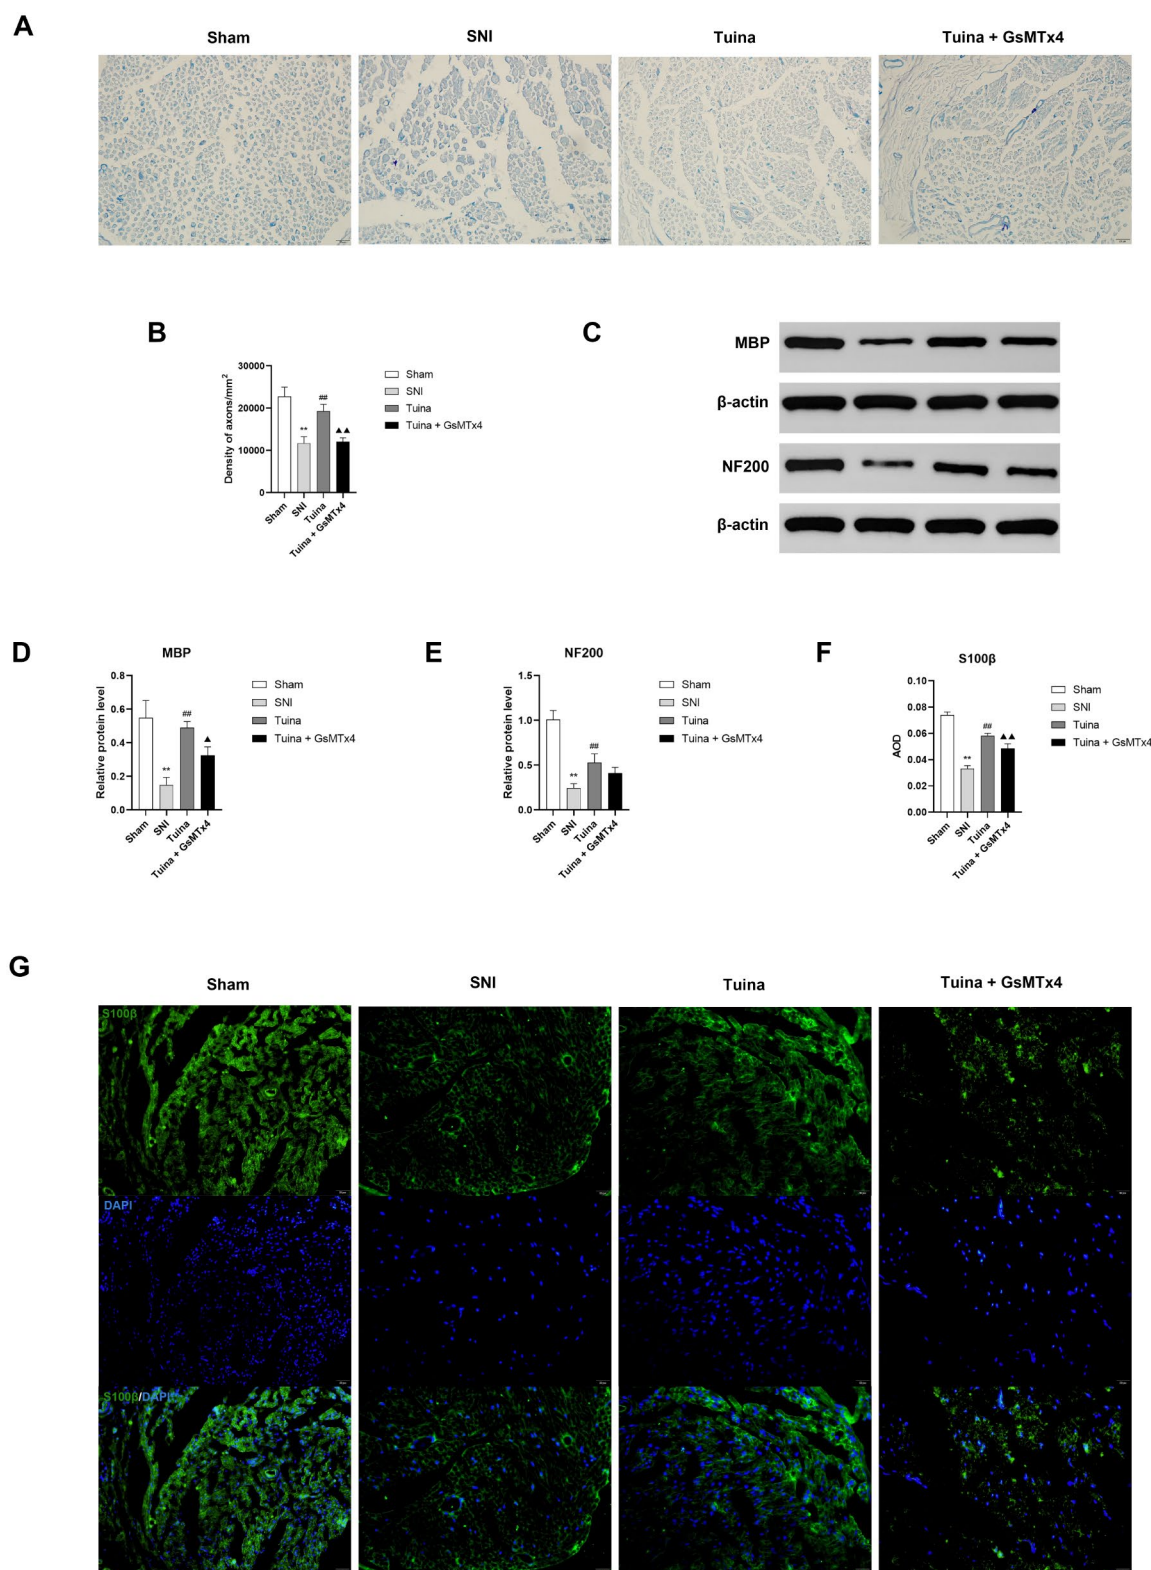 A
Sham
SNI
Tuina
Tuina + GsMTx4
B
30000
20000
10000
0
Density of axons/mm²
**
##
▲▲
Sham
SNI
Tuina
Tuina + GsMTx4
Sham
SNI
Tuina
Tuina + GsMTx4
C
MBP
β-actin
NF200
β-actin
D
MBP
0.8
0.6
0.4
0.2
0.0
Relative protein level
**
##
▲
Sham
SNI
Tuina
Tuina + GsMTx4
Sham
SNI
Tuina
Tuina + GsMTx4
E
NF200
1.5
1.0
0.5
0.0
Relative protein level
**
##
Sham
SNI
Tuina
Tuina + GsMTx4
Sham
SNI
Tuina
Tuina + GsMTx4
F
S100β
0.10
0.08
0.06
0.04
0.02
0.00
AOD
**
##
▲▲
Sham
SNI
Tuina
Tuina + GsMTx4
Sham
SNI
Tuina
Tuina + GsMTx4
G
Sham
SNI
Tuina
Tuina + GsMTx4
S100β
DAPI
S100β/DAPI